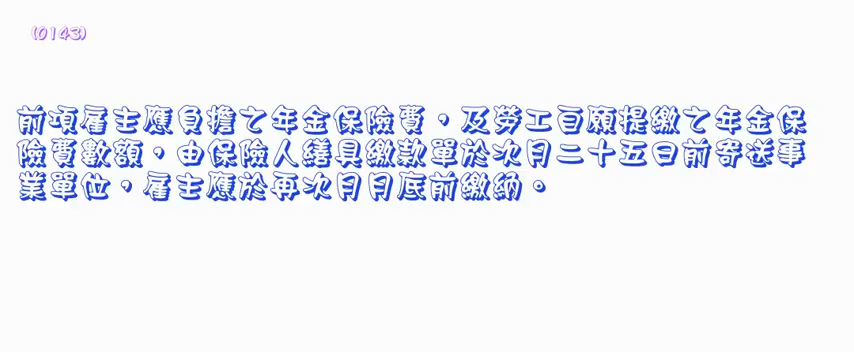 (0143)
前項雇主應負擔之年金保險費，及勞工自願提繳之年金保
險費數額，由保險人繕具繳款單於次月二十五日前寄送事
業單位，雇主應於再次月月底前繳納。